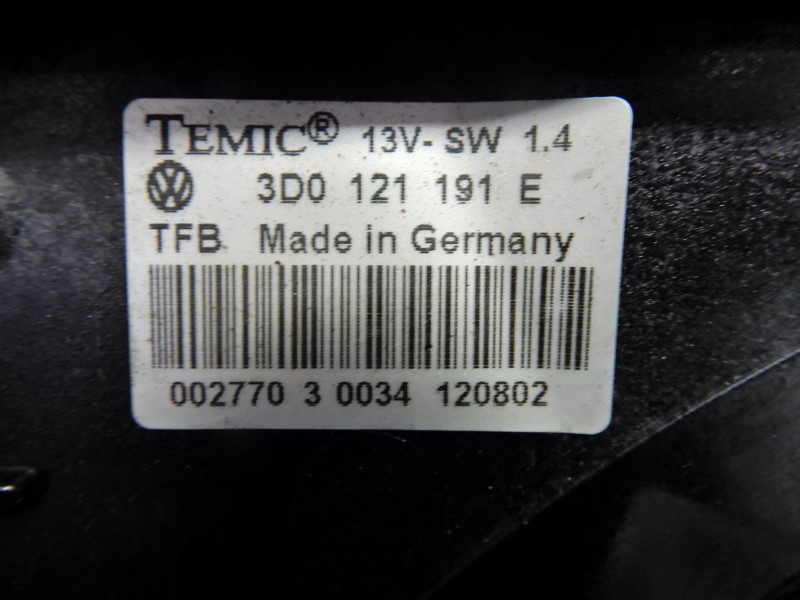 TEMIC® 13V- SW 1.4
3D0 121 191 E
TFB Made in Germany
002770 3 0034 120802